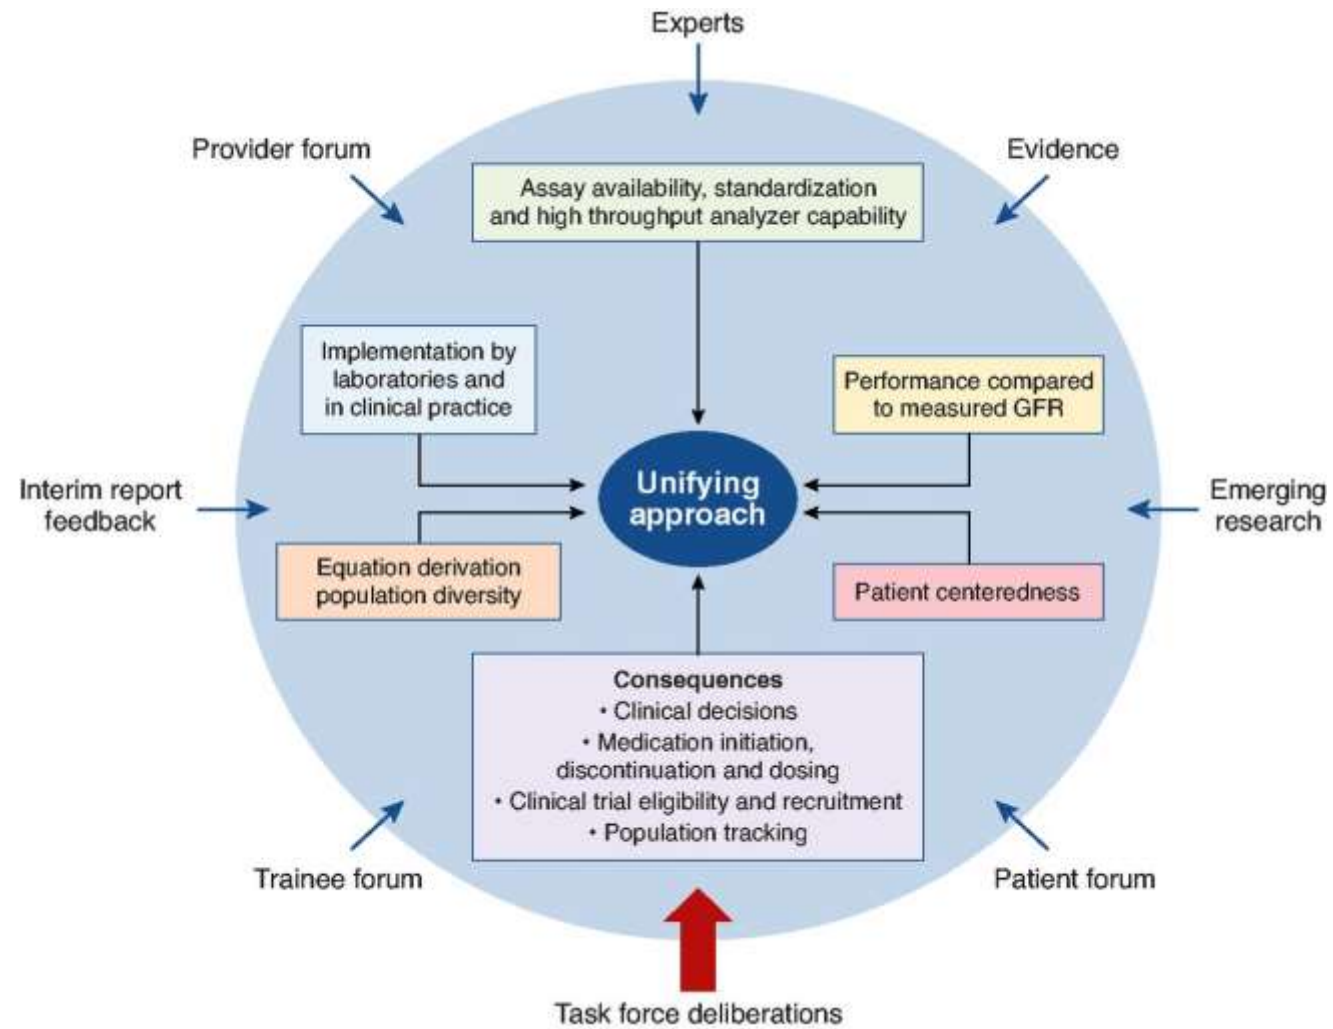 Experts
Provider forum
Evidence
Assay availability, standardization
and high throughput analyzer capability
Implementation by
laboratories and
in clinical practice
Performance compared
to measured GFR
Interim report
feedback
Unifying
approach
Emerging
research
Equation derivation
population diversity
Patient centeredness
Consequences
• Clinical decisions
• Medication initiation,
discontinuation and dosing
• Clinical trial eligibility and recruitment
• Population tracking
Trainee forum
Patient forum
Task force deliberations